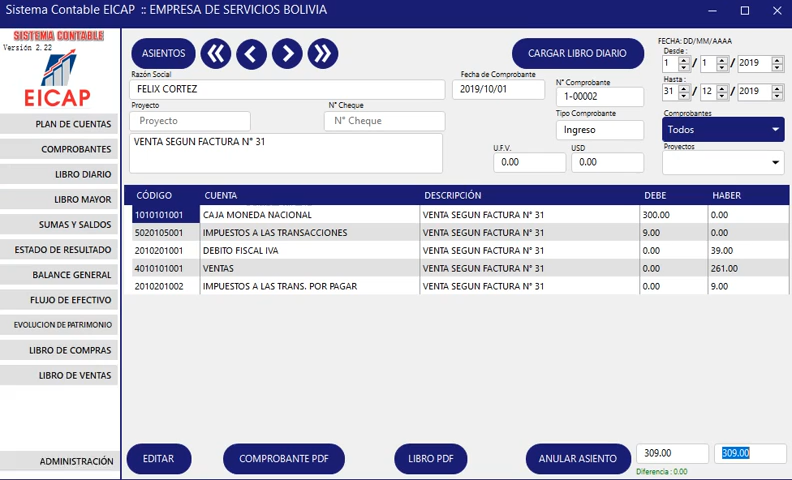 Sistema Contable EICAP :: EMPRESA DE SERVICIOS BOLIVIA
SISTEMA CONTABLE
Versión 2.22
EICAP
PLAN DE CUENTAS
COMPROBANTES
LIBRO DIARIO
LIBRO MAYOR
SUMAS Y SALDOS
ESTADO DE RESULTADO
BALANCE GENERAL
FLUJO DE EFECTIVO
EVOLUCION DE PATRIMONIO
LIBRO DE COMPRAS
LIBRO DE VENTAS
ADMINISTRACIÓN
ASIENTOS
CARGAR LIBRO DIARIO
FECHA: DD/MM/AAAA
Desde :
1 / 1 / 2019
Hasta :
31 / 12 / 2019
Razón Social
FELIX CORTEZ
Fecha de Comprobante
2019/10/01
N° Comprobante
1-00002
Proyecto
Proyecto
N° Cheque
N° Cheque
Tipo Comprobante
Ingreso
Comprobantes
Todos
Proyectos
VENTA SEGUN FACTURA N° 31
U.F.V.
0.00
USD
0.00
CÓDIGO CUENTA DESCRIPCIÓN DEBE HABER
1010101001 CAJA MONEDA NACIONAL VENTA SEGUN FACTURA N° 31 300.00 0.00
5020105001 IMPUESTOS A LAS TRANSACCIONES VENTA SEGUN FACTURA N° 31 9.00 0.00
2010201001 DEBITO FISCAL IVA VENTA SEGUN FACTURA N° 31 0.00 39.00
4010101001 VENTAS VENTA SEGUN FACTURA N° 31 0.00 261.00
2010201002 IMPUESTOS A LAS TRANS. POR PAGAR VENTA SEGUN FACTURA N° 31 0.00 9.00
EDITAR
COMPROBANTE PDF
LIBRO PDF
ANULAR ASIENTO
309.00
309.00
Diferencia : 0.00